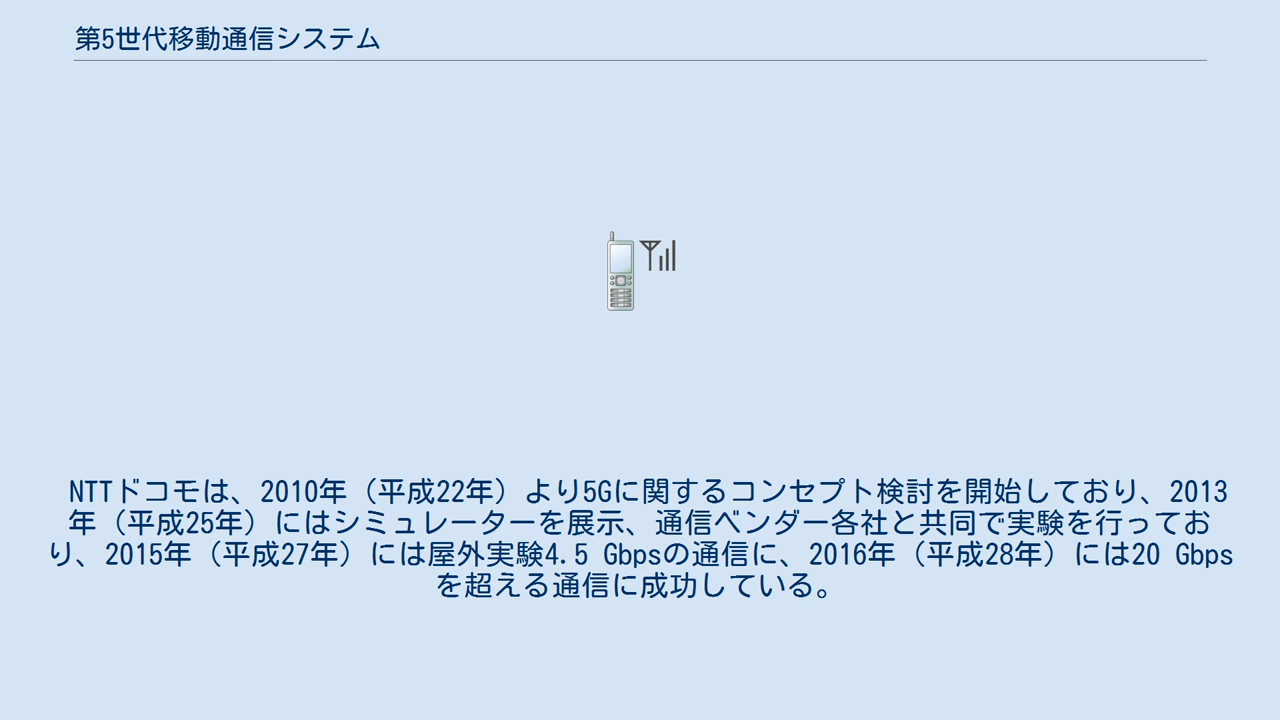 第5世代移動通信システム
NTTドコモは、2010年（平成22年）より5Gに関するコンセプト検討を開始しており、2013
年（平成25年）にはシミュレーターを展示、通信ベンダー各社と共同で実験を行ってお
り、2015年（平成27年）には屋外実験4.5 Gbpsの通信に、2016年（平成28年）には20 Gbps
を超える通信に成功している。